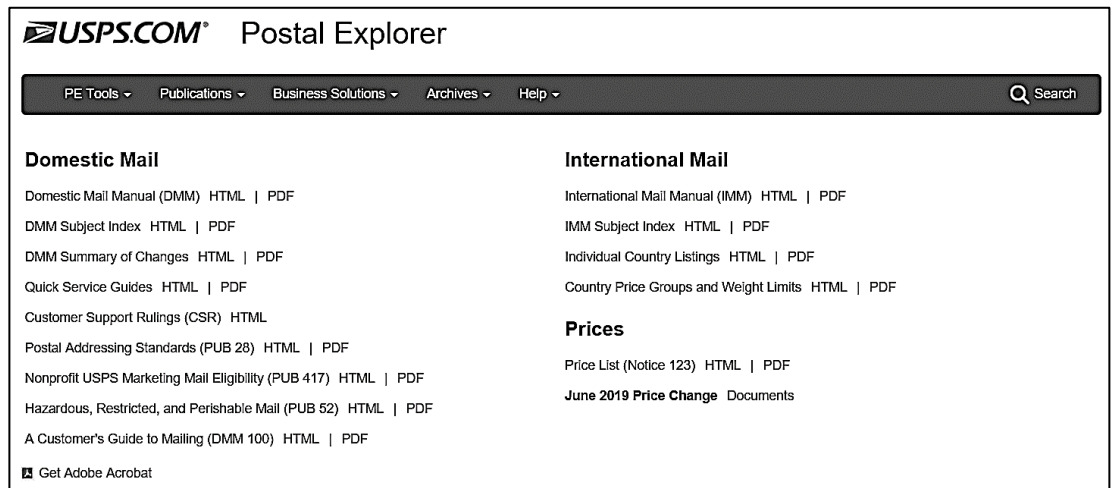 USPS.COM® Postal Explorer
PE Tools Publications Business Solutions Archives Help Search
Domestic Mail
Domestic Mail Manual (DMM) HTML | PDF
DMM Subject Index HTML | PDF
DMM Summary of Changes HTML | PDF
Quick Service Guides HTML | PDF
Customer Support Rulings (CSR) HTML
Postal Addressing Standards (PUB 28) HTML | PDF
Nonprofit USPS Marketing Mail Eligibility (PUB 417) HTML | PDF
Hazardous, Restricted, and Perishable Mail (PUB 52) HTML | PDF
A Customer's Guide to Mailing (DMM 100) HTML | PDF
Get Adobe Acrobat
International Mail
International Mail Manual (IMM) HTML | PDF
IMM Subject Index HTML | PDF
Individual Country Listings HTML | PDF
Country Price Groups and Weight Limits HTML | PDF
Prices
Price List (Notice 123) HTML | PDF
June 2019 Price Change Documents